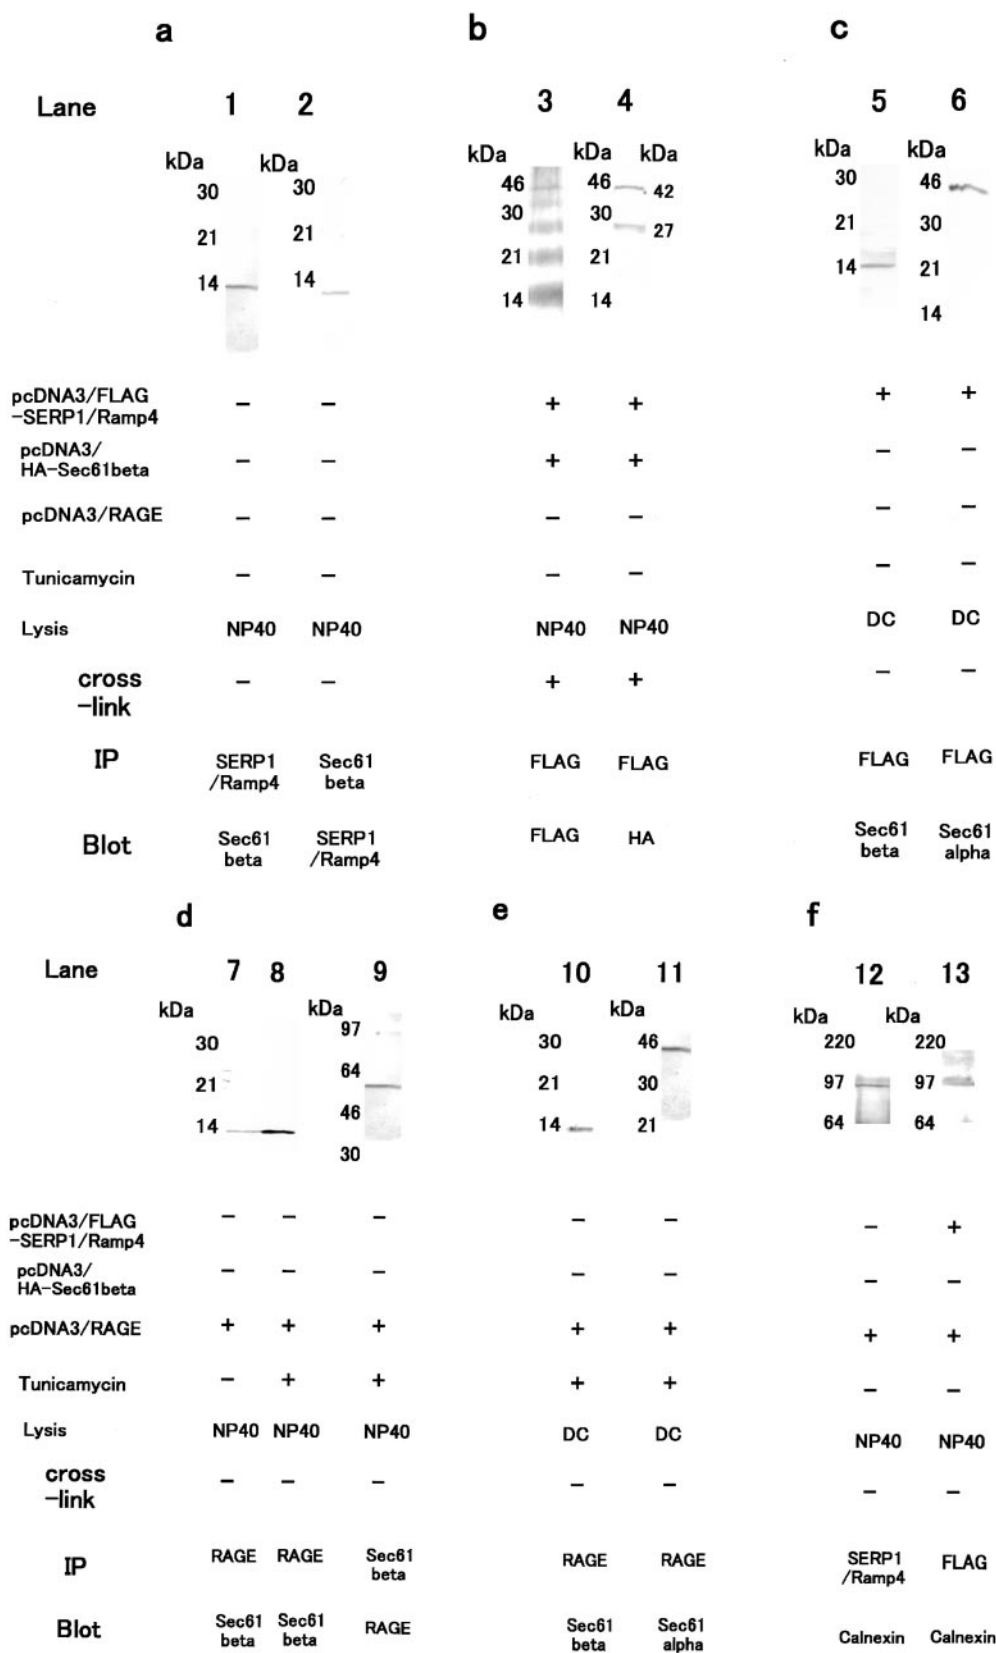 a b c
Lane 1 2 3 4 5 6
kDa kDa kDa kDa kDa kDa kDa
30 30 46 46 42 30 46
21 21 30 30 27 21 30
14 14 21 21 14 21
14 14 14
pcDNA3/FLAG
-SERP1/Ramp4 − − + + + +
pcDNA3/
HA-Sec61beta − − + + − −
pcDNA3/RAGE − − − − − −
Tunicamycin − − − − − −
Lysis NP40 NP40 NP40 NP40 DC DC
cross
-link − − + + − −
IP SERP1 Sec61 FLAG FLAG FLAG FLAG
/Ramp4 beta
Blot Sec61 SERP1 FLAG HA Sec61 Sec61
beta /Ramp4 beta alpha
d e f
Lane 7 8 9 10 11 12 13
kDa kDa kDa kDa kDa kDa
30 97 30 46 220 220
21 64 21 30 97 97
14 46 14 21 64 64
30
pcDNA3/FLAG
-SERP1/Ramp4 − − − − − − +
pcDNA3/
HA-Sec61beta − − − − − − −
pcDNA3/RAGE + + + + + + +
Tunicamycin − + + + + − −
Lysis NP40 NP40 NP40 DC DC NP40 NP40
cross
-link − − − − − − −
IP RAGE RAGE Sec61 RAGE RAGE SERP1 FLAG
beta /Ramp4
Blot Sec61 Sec61 RAGE Sec61 Sec61 Calnexin Calnexin
beta beta beta alpha